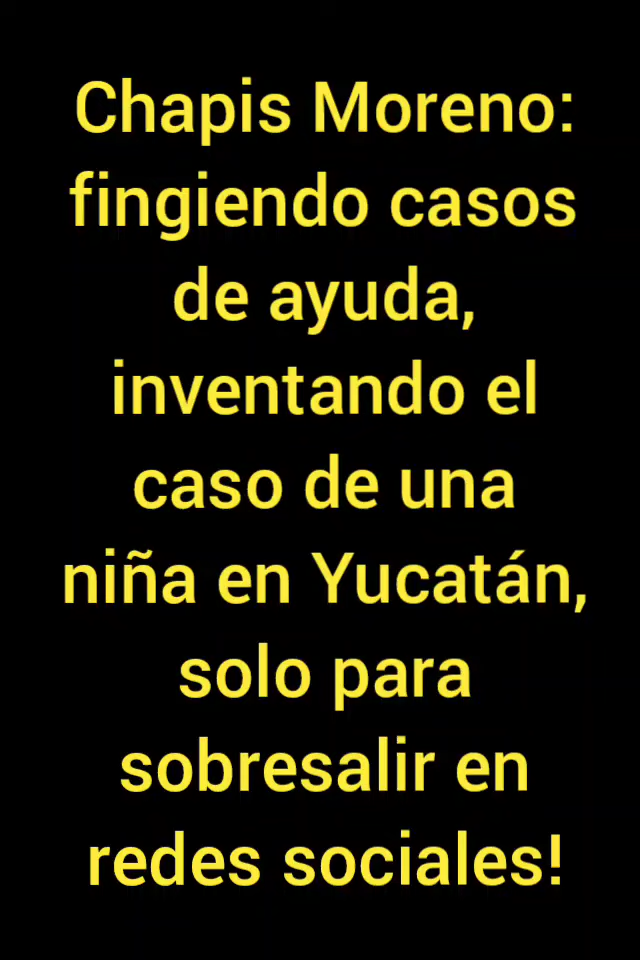 Chapis Moreno:
fingiendo casos
de ayuda,
inventando el
caso de una
niña en Yucatán,
solo para
sobresalir en
redes sociales!